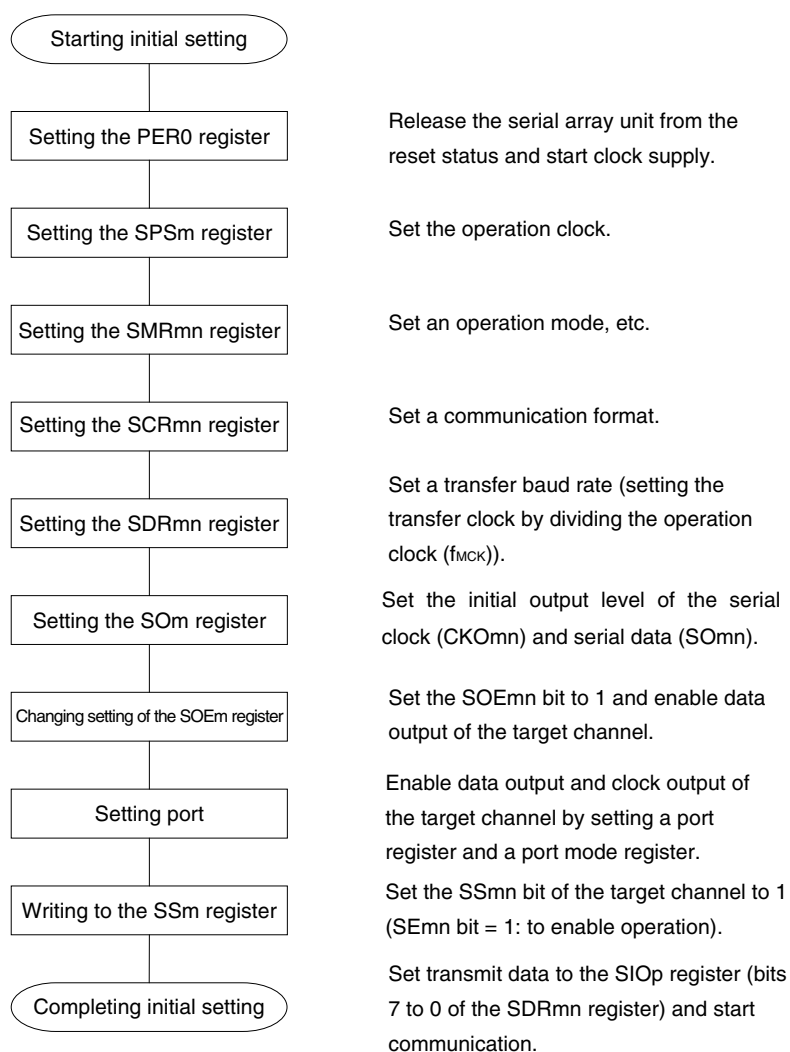 Starting initial setting
Setting the PER0 register
Release the serial array unit from the
reset status and start clock supply.
Setting the SPSm register
Set the operation clock.
Setting the SMRmn register
Set an operation mode, etc.
Setting the SCRmn register
Set a communication format.
Setting the SDRmn register
Set a transfer baud rate (setting the
transfer clock by dividing the operation
clock (fMCK)).
Setting the SOm register
Set the initial output level of the serial
clock (CKOmn) and serial data (SOmn).
Changing setting of the SOEm register
Set the SOEmn bit to 1 and enable data
output of the target channel.
Setting port
Enable data output and clock output of
the target channel by setting a port
register and a port mode register.
Writing to the SSm register
Set the SSmn bit of the target channel to 1
(SEmn bit = 1: to enable operation).
Completing initial setting
Set transmit data to the SIOp register (bits
7 to 0 of the SDRmn register) and start
communication.